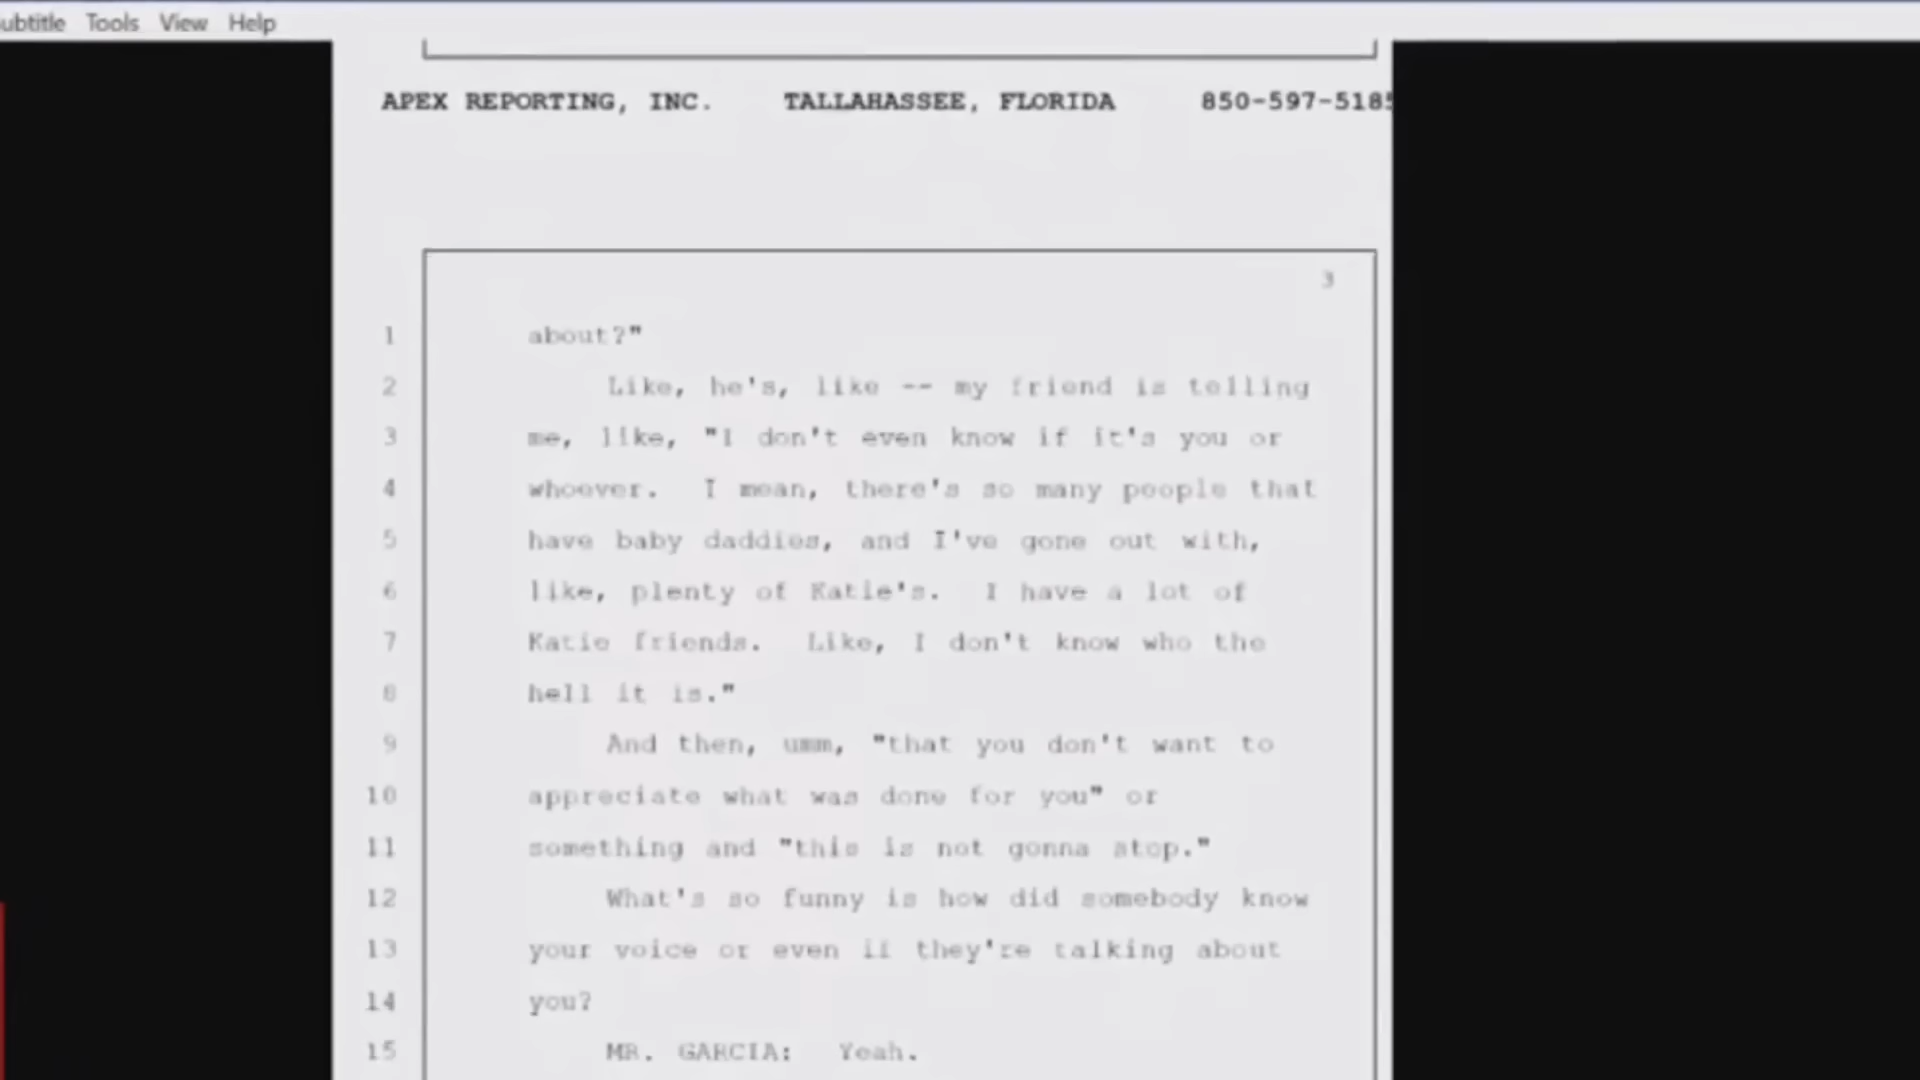 ubtitle Tools View Help
APEX REPORTING, INC. TALLAHASSEE, FLORIDA 850-597-5185
3
1 about?"
2 Like, he's, like -- my friend is telling
3 me, like, "I don't even know if it's you or
4 whoever. I mean, there's so many people that
5 have baby daddies, and I've gone out with,
6 like, plenty of Katie's. I have a lot of
7 Katie friends. Like, I don't know who the
8 hell it is."
9 And then, umm, "that you don't want to
10 appreciate what was done for you" or
11 something and "this is not gonna stop."
12 What's so funny is how did somebody know
13 your voice or even if they're talking about
14 you?
15 MR. GARCIA: Yeah.